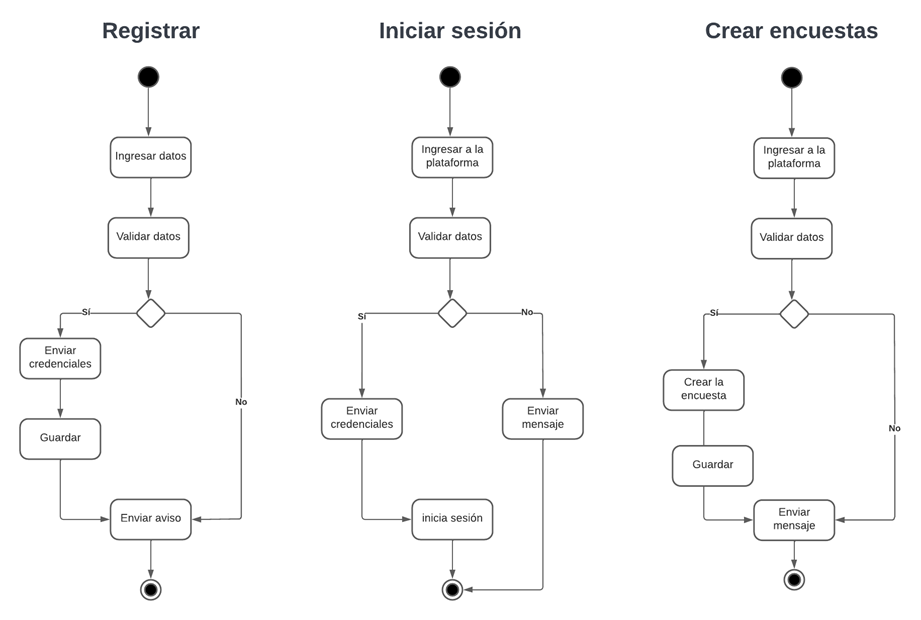 Registrar
Ingresar datos
Validar datos
Sí
Enviar
credenciales
No
Guardar
Enviar aviso
Iniciar sesión
Ingresar a la
plataforma
Validar datos
Sí
No
Enviar
credenciales
Enviar
mensaje
inicia sesión
Crear encuestas
Ingresar a la
plataforma
Validar datos
Sí
Crear la
encuesta
No
Guardar
Enviar
mensaje